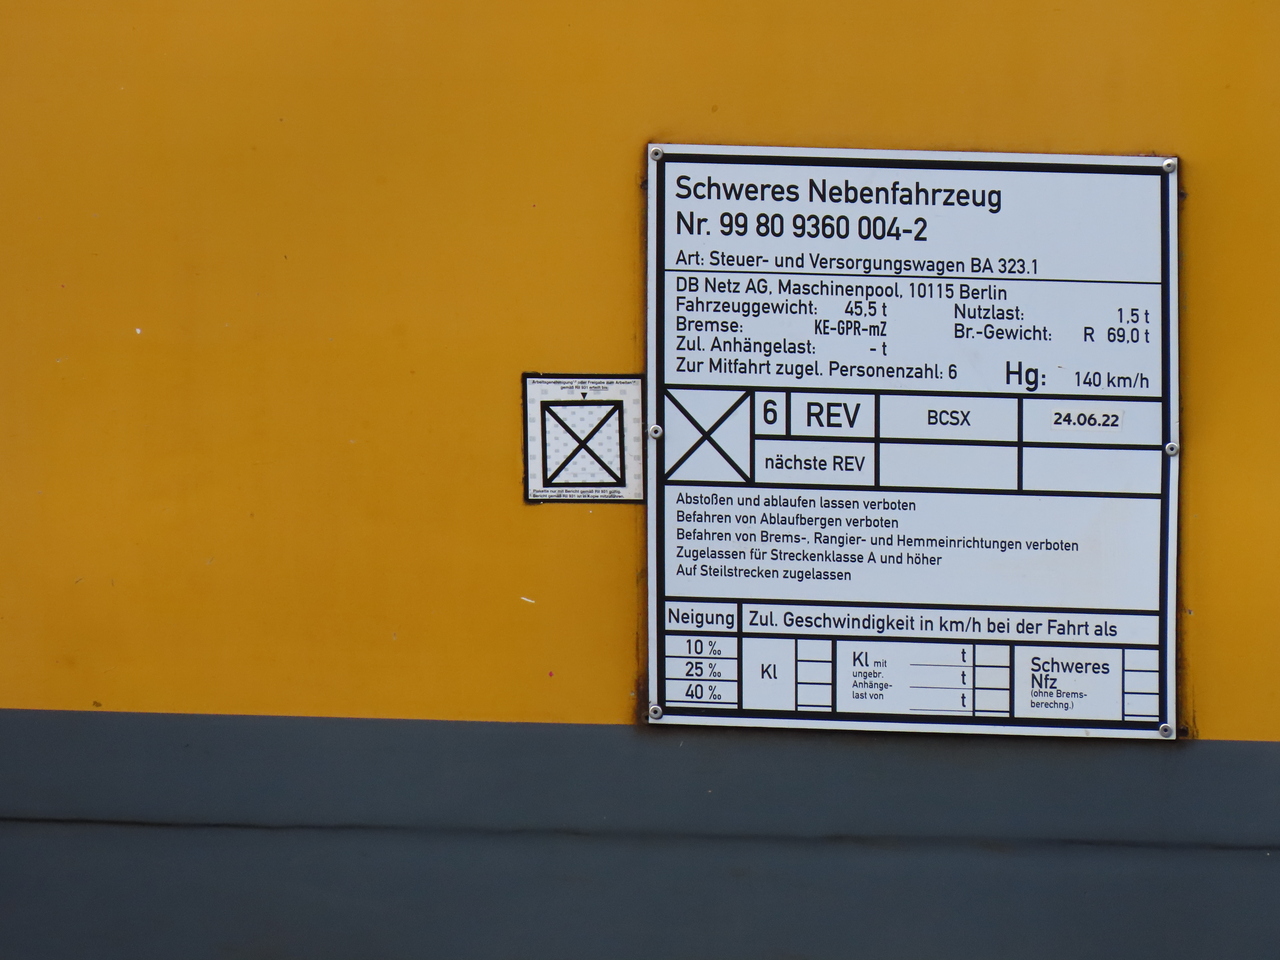 Schweres Nebenfahrzeug
Nr. 99 80 9360 004-2
Art: Steuer- und Versorgungswagen BA 323.1
DB Netz AG, Maschinenpool, 10115 Berlin
Fahrzeuggewicht: 45,5 t Nutzlast: 1,5 t
Bremse: KE-GPR-mZ Br.-Gewicht: R 69,0 t
Zul. Anhängelast: - t
Zur Mitfahrt zugel. Personenzahl: 6 Hg: 140 km/h
6 REV BCSX 24.06.22
nächste REV
Abstoßen und ablaufen lassen verboten
Befahren von Ablaufbergen verboten
Befahren von Brems-, Rangier- und Hemmeinrichtungen verboten
Zugelassen für Streckenklasse A und höher
Auf Steilstrecken zugelassen
Neigung Zul. Geschwindigkeit in km/h bei der Fahrt als
10 ‰
25 ‰
40 ‰
Kl
Kl mit
ungebr.
Anhänge-
last von
t
t
t
Schweres
Nfz
(ohne Brems-
berechng.)